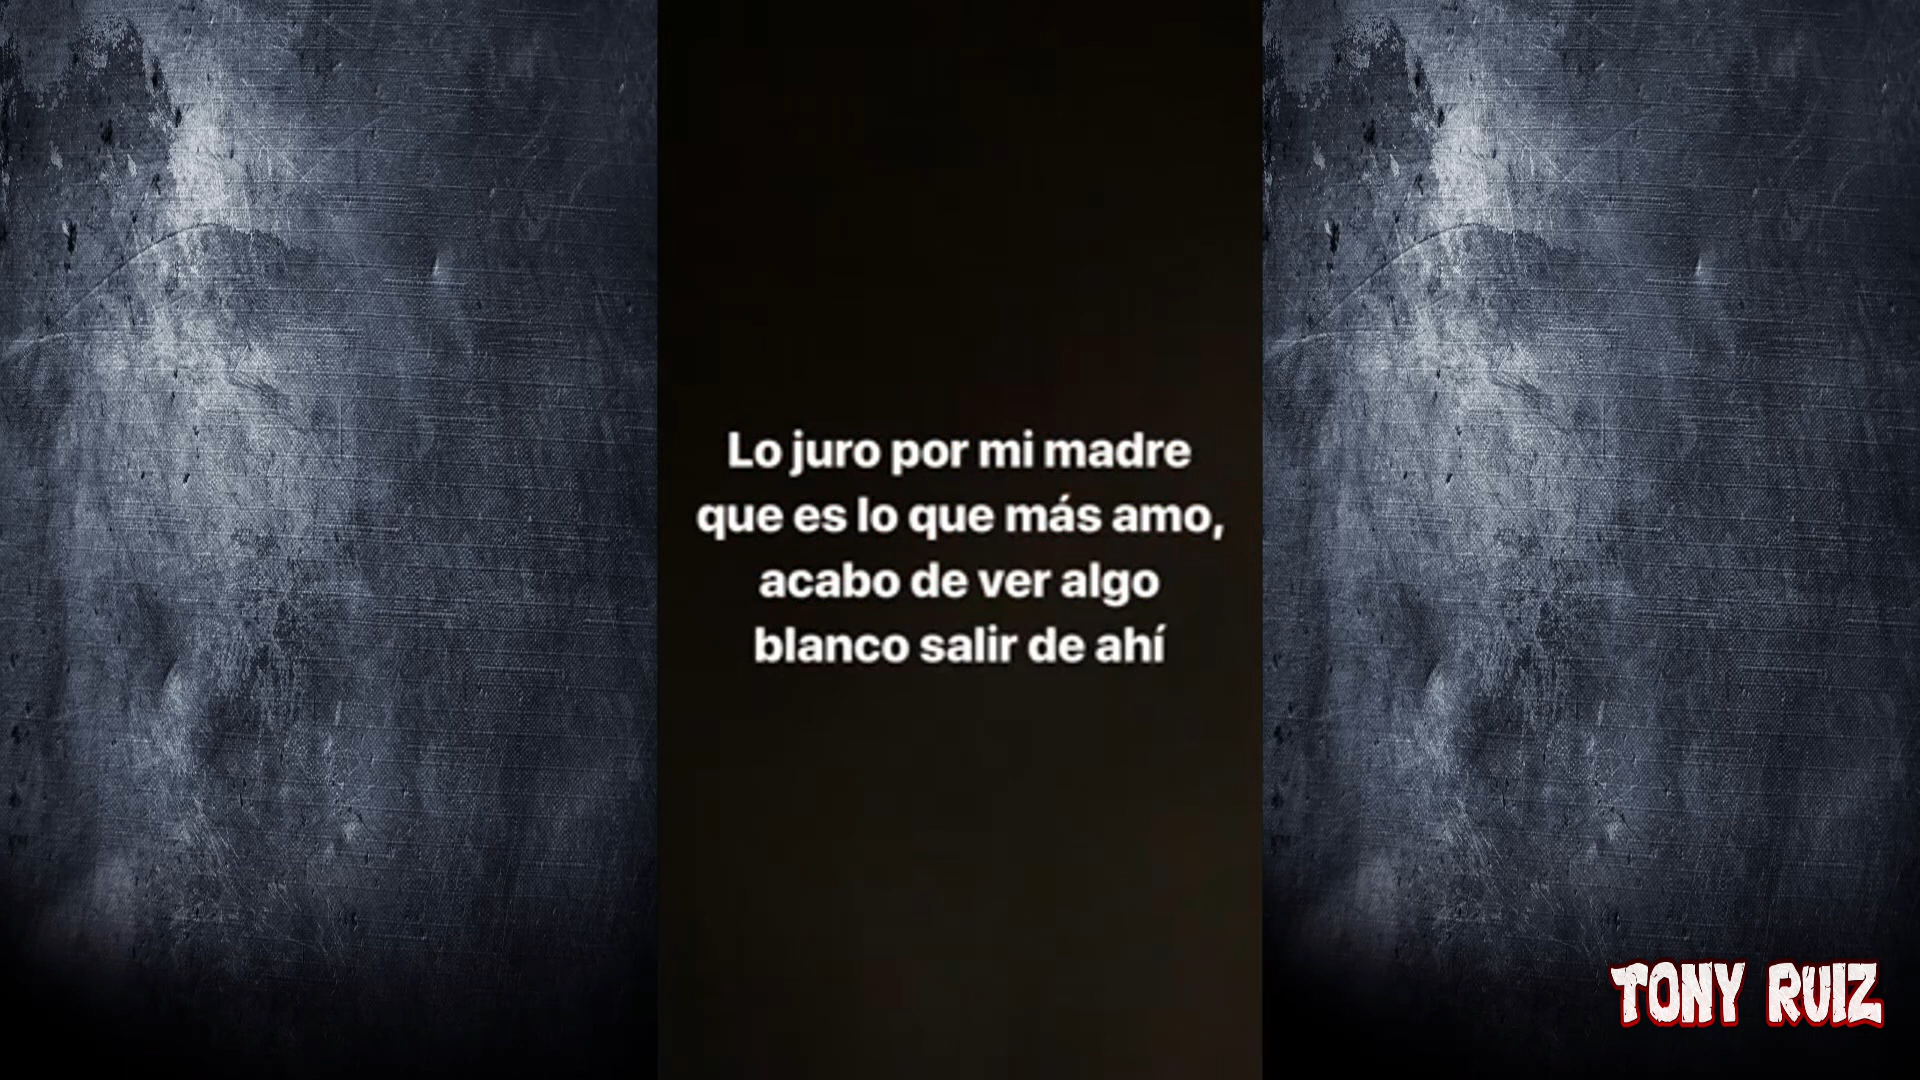 Lo juro por mi madre
que es lo que más amo,
acabo de ver algo
blanco salir de ahí
TONY RUIZ